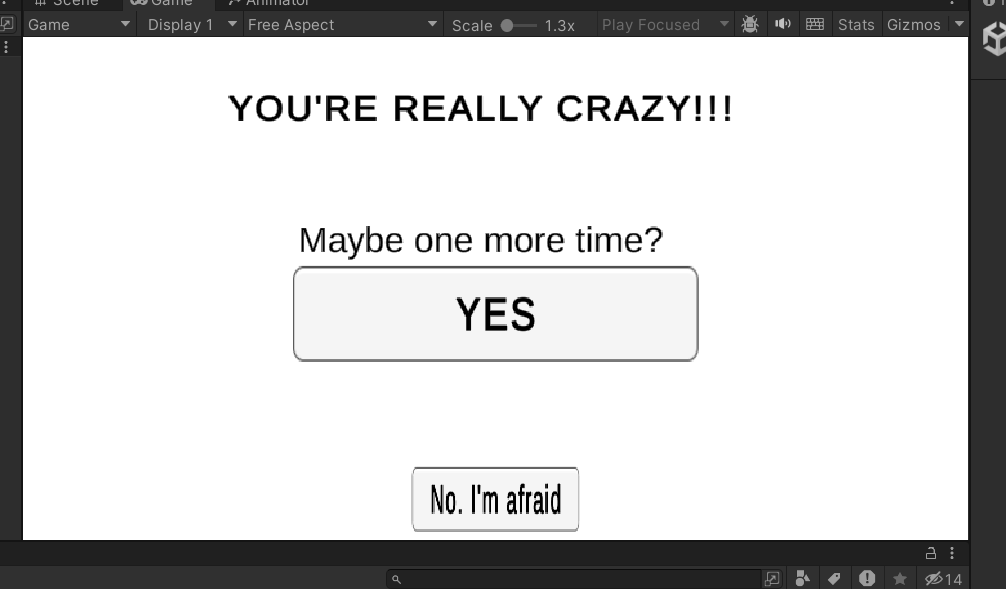 Scene Game Animator
Game Display 1 Free Aspect Scale 1.3x Play Focused Stats Gizmos
YOU'RE REALLY CRAZY!!!
Maybe one more time?
YES
No. I'm afraid
14